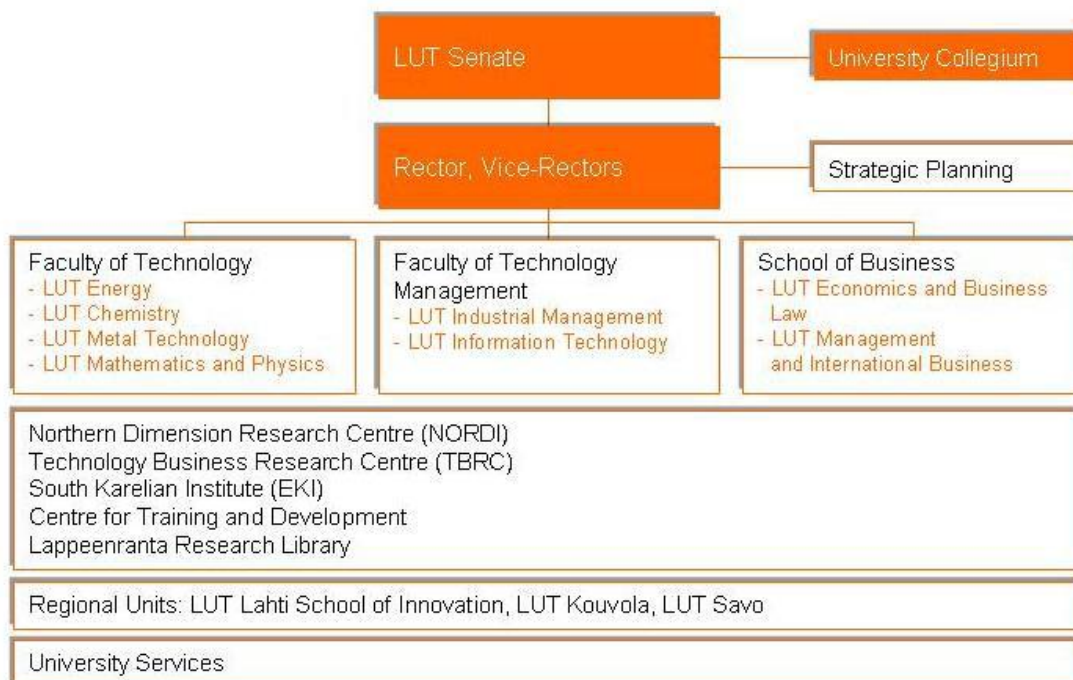 LUT Senate
University Collegium
Rector, Vice-Rectors
Strategic Planning
Faculty of Technology
- LUT Energy
- LUT Chemistry
- LUT Metal Technology
- LUT Mathematics and Physics
Faculty of Technology
Management
- LUT Industrial Management
- LUT Information Technology
School of Business
- LUT Economics and Business
Law
- LUT Management
and International Business
Northern Dimension Research Centre (NORDI)
Technology Business Research Centre (TBRC)
South Karelian Institute (EKI)
Centre for Training and Development
Lappeenranta Research Library
Regional Units: LUT Lahti School of Innovation, LUT Kouvola, LUT Savo
University Services